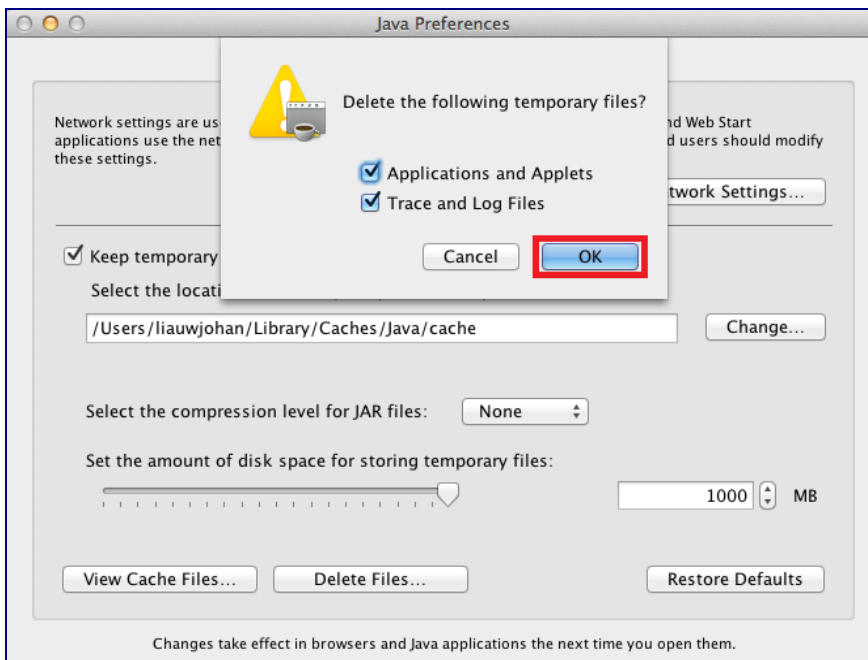 Java Preferences
Delete the following temporary files?
Network settings are us
nd Web Start
applications use the net
d users should modify
these settings.
Applications and Applets
Trace and Log Files
twork Settings...
Cancel
OK
Keep temporary
Select the locati
/Users/liauwjohan/Library/Caches/Java/cache
Change...
Select the compression level for JAR files:
None
Set the amount of disk space for storing temporary files:
1000
MB
View Cache Files...
Delete Files...
Restore Defaults
Changes take effect in browsers and Java applications the next time you open them.